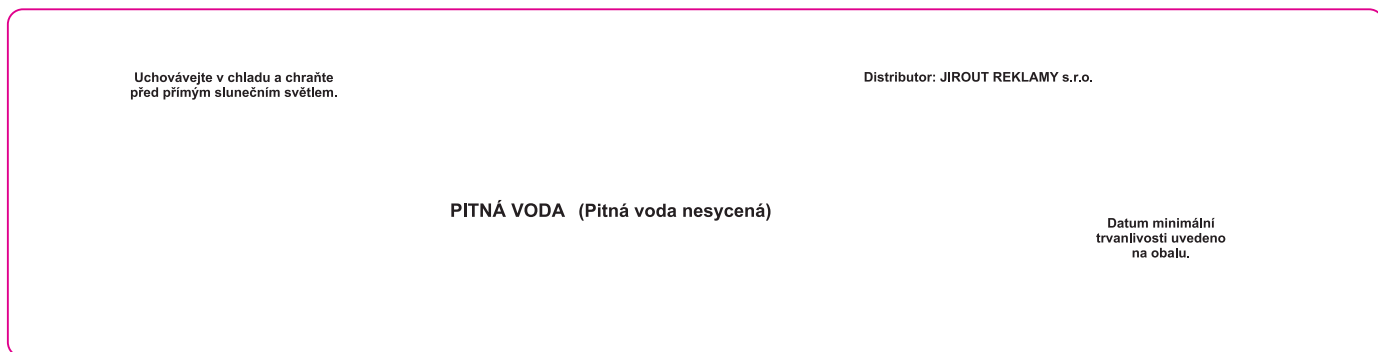 Uchovávejte v chladu a chraňte
před přímým slunečním světlem.
Distributor: JIROUT REKLAMY s.r.o.
PITNÁ VODA (Pitná voda nesycená)
Datum minimální
trvanlivosti uvedeno
na obalu.